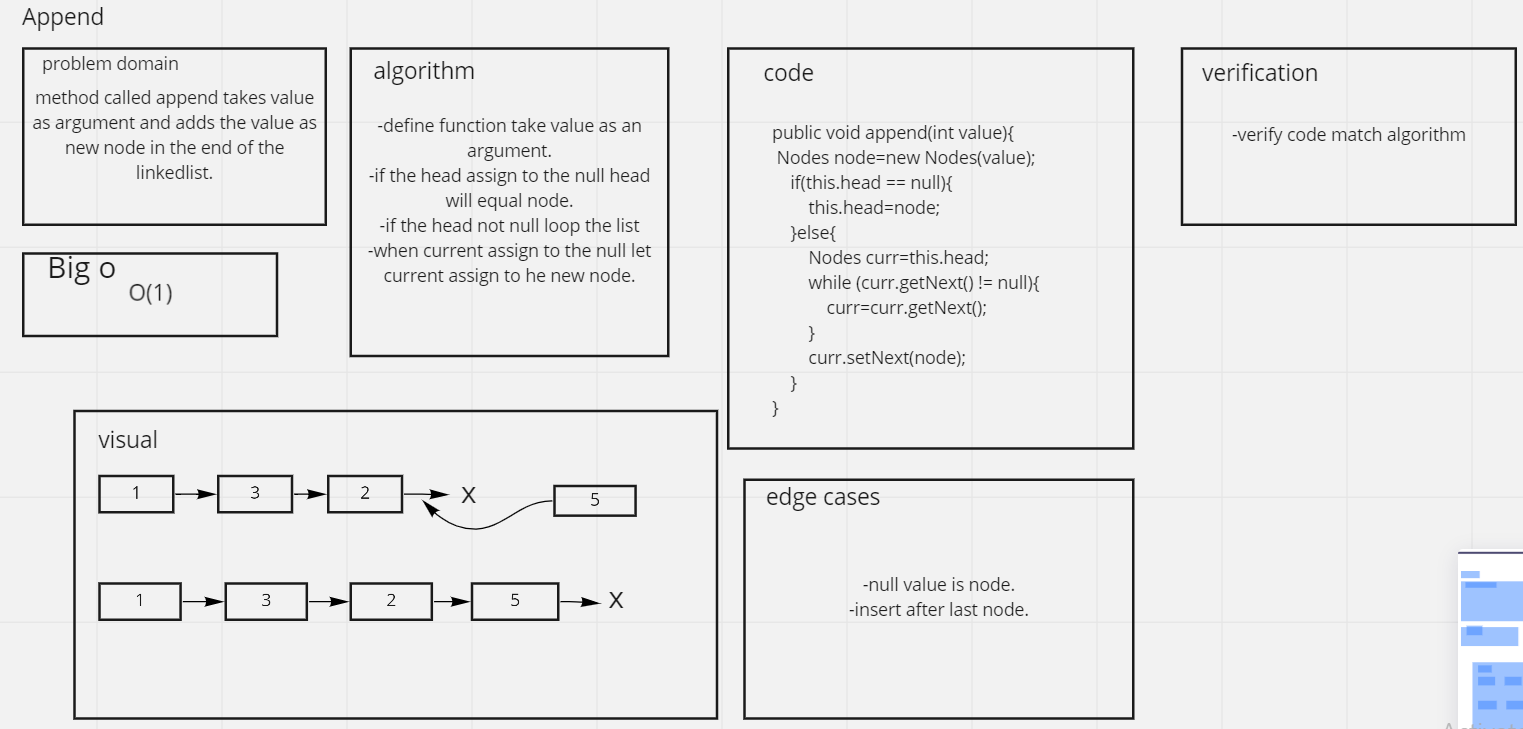 Append
problem domain
method called append takes value
as argument and adds the value as
new node in the end of the
linkedlist.
algorithm
-define function take value as an
argument.
-if the head assign to the null head
will equal node.
-if the head not null loop the list
-when current assign to the null let
current assign to he new node.
code
public void append(int value){
Nodes node=new Nodes(value);
if(this.head == null){
this.head=node;
}else{
Nodes curr=this.head;
while (curr.getNext() != null){
curr=curr.getNext();
}
curr.setNext(node);
}
}
verification
-verify code match algorithm
Big o
O(1)
visual
1 3 2 X 5
1 3 2 5 X
edge cases
-null value is node.
-insert after last node.